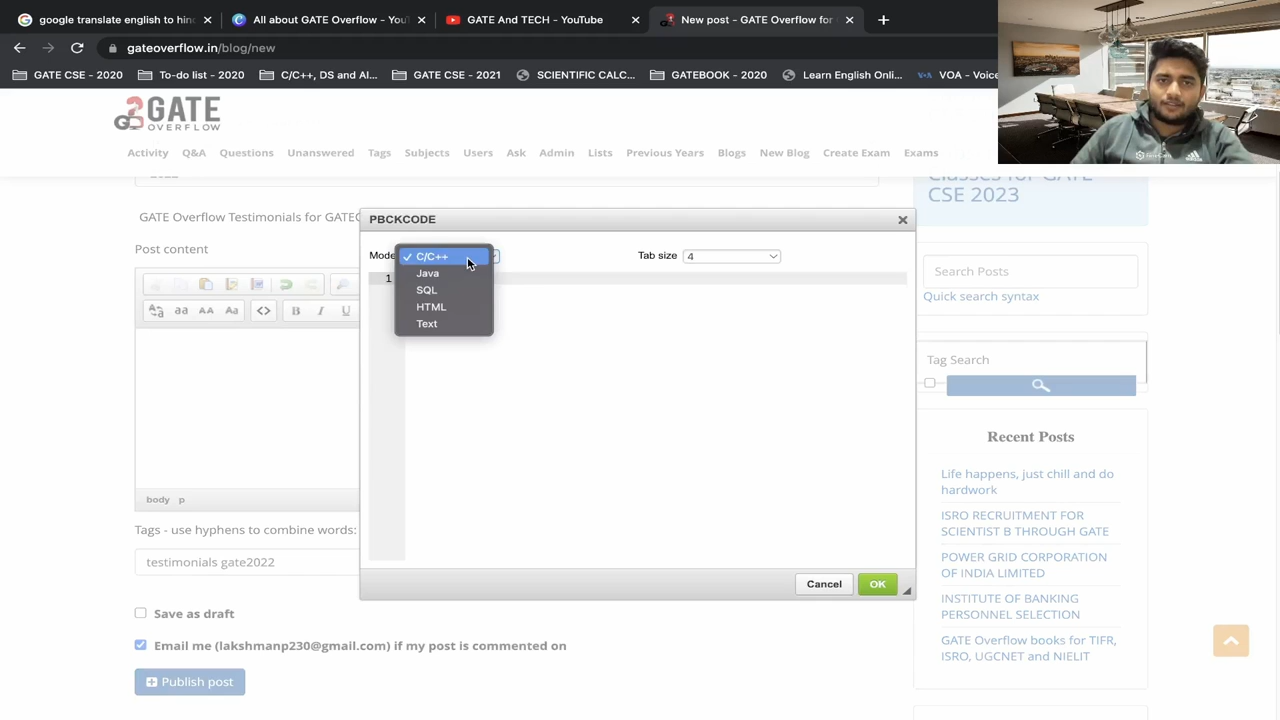 google translate english to hin
All about GATE Overflow - You
GATE And TECH - YouTube
New post - GATE Overflow for
gateoverflow.in/blog/new
GATE CSE - 2020
To-do list - 2020
C/C++, DS and Al...
GATE CSE - 2021
SCIENTIFIC CALC...
GATEBOOK - 2020
Learn English Onli...
VOA - Voice
GATE
OVERFLOW
Activity Q&A Questions Unanswered Tags Subjects Users Ask Admin Lists Previous Years Blogs New Blog Create Exam Exams
2022
Classes for GATE
CSE 2023
GATE Overflow Testimonials for GATEC
Post content
PBCKCODE
Mode
C/C++
Java
SQL
HTML
Text
Tab size 4
1
Cancel
OK
body p
Tags - use hyphens to combine words:
testimonials gate2022
Save as draft
Email me (lakshmanp230@gmail.com) if my post is commented on
Publish post
Search Posts
Quick search syntax
Tag Search
Recent Posts
Life happens, just chill and do
hardwork
ISRO RECRUITMENT FOR
SCIENTIST B THROUGH GATE
POWER GRID CORPORATION
OF INDIA LIMITED
INSTITUTE OF BANKING
PERSONNEL SELECTION
GATE Overflow books for TIFR,
ISRO, UGCNET and NIELIT